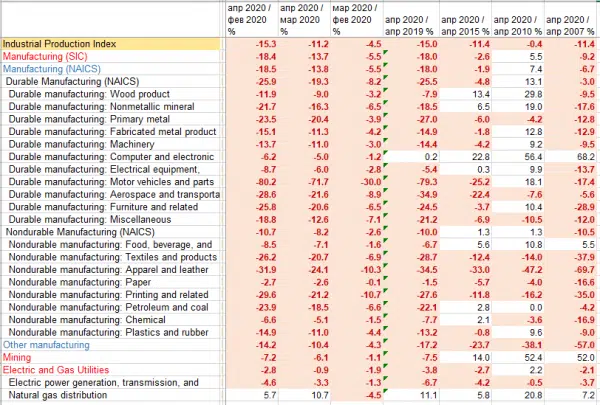 апр 2020 / апр 2020 / мар 2020 / апр 2020 / апр 2020 / апр 2020 / апр 2020 /
фев 2020 мар 2020 фев 2020 апр 2019 % апр 2015 % апр 2010 % апр 2007 %
% % %
Industrial Production Index -15.3 -11.2 -4.5 -15.0 -11.4 -0.4 -11.4
Manufacturing (SIC) -18.4 -13.7 -5.5 -18.0 -2.6 5.5 -9.2
Manufacturing (NAICS) -18.5 -13.8 -5.5 -18.0 -1.9 7.4 -6.7
Durable Manufacturing (NAICS) -25.9 -19.3 -8.2 -25.5 -4.8 13.1 -3.0
Durable manufacturing: Wood product -11.9 -9.0 -3.2 -7.9 13.4 29.8 -9.5
Durable manufacturing: Nonmetallic mineral -21.7 -16.3 -6.5 -18.5 6.5 19.0 -17.6
Durable manufacturing: Primary metal -23.5 -20.4 -3.9 -27.0 -6.0 -4.2 -12.8
Durable manufacturing: Fabricated metal product -15.1 -11.3 -4.2 -14.9 -1.8 12.8 -12.9
Durable manufacturing: Machinery -13.7 -11.0 -3.0 -14.4 -4.2 9.2 -9.5
Durable manufacturing: Computer and electronic -6.2 -5.0 -1.2 0.2 22.8 56.4 68.2
Durable manufacturing: Electrical equipment, -8.7 -6.0 -2.8 -5.4 0.3 9.9 -13.7
Durable manufacturing: Motor vehicles and parts -80.2 -71.7 -30.0 -79.3 -25.2 18.1 -17.4
Durable manufacturing: Aerospace and transporta -28.6 -21.6 -8.9 -34.9 -22.4 -7.6 -5.6
Durable manufacturing: Furniture and related -25.8 -20.6 -6.5 -24.5 -3.7 10.4 -28.9
Durable manufacturing: Miscellaneous -18.8 -12.6 -7.1 -21.2 -6.9 -10.5 -12.0
Nondurable Manufacturing (NAICS) -10.7 -8.2 -2.6 -10.0 1.3 1.3 -10.5
Nondurable manufacturing: Food, beverage, and -8.5 -7.1 -1.6 -6.7 5.6 10.8 5.5
Nondurable manufacturing: Textiles and products -26.2 -20.7 -6.9 -28.7 -12.4 -14.0 -37.9
Nondurable manufacturing: Apparel and leather -31.9 -24.1 -10.3 -34.5 -33.0 -47.2 -69.7
Nondurable manufacturing: Paper -2.7 -2.6 -0.1 -1.5 -5.7 -4.0 -16.6
Nondurable manufacturing: Printing and related -29.6 -21.2 -10.7 -27.6 -11.8 -16.2 -35.0
Nondurable manufacturing: Petroleum and coal -23.9 -18.5 -6.6 -22.1 2.8 0.0 -4.2
Nondurable manufacturing: Chemical -6.6 -5.1 -1.5 -7.7 2.1 -3.6 -16.9
Nondurable manufacturing: Plastics and rubber -14.9 -11.0 -4.4 -13.2 -0.8 9.6 -9.0
Other manufacturing -14.2 -10.4 -4.3 -17.2 -23.7 -38.1 -57.0
Mining -7.2 -6.1 -1.1 -7.5 14.0 52.4 52.0
Electric and Gas Utilities -2.8 -0.9 -1.9 -3.8 -2.7 2.2 -2.1
Electric power generation, transmission, and -4.6 -3.3 -1.3 -6.7 -4.2 -0.5 -3.7
Natural gas distribution 5.7 10.7 -4.5 11.1 5.8 20.8 7.2